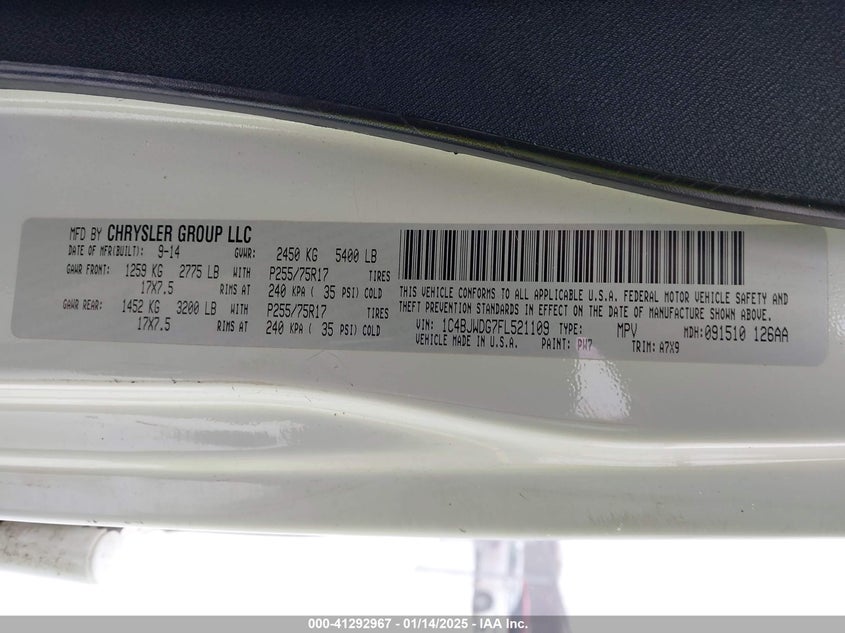 MFD BY CHRYSLER GROUP LLC
DATE OF MFR(BUILT): 9-14 GVWR: 2450 KG 5400 LB
GAWR FRONT: 1259 KG 2775 LB WITH P255/75R17 TIRES
17X7.5 RIMS AT 240 KPA ( 35 PSI) COLD
GAWR REAR: 1452 KG 3200 LB WITH P255/75R17 TIRES
17X7.5 RIMS AT 240 KPA ( 35 PSI) COLD
THIS VEHICLE CONFORMS TO ALL APPLICABLE U.S.A. FEDERAL MOTOR VEHICLE SAFETY AND
THEFT PREVENTION STANDARDS IN EFFECT ON THE DATE OF MANUFACTURE SHOWN ABOVE.
VIN: 1C4BJWDG7FL521109 TYPE: MPV MDH: 091510 126AA
VEHICLE MADE IN U.S.A. PAINT: PW7 TRIM: A7X9
000-41292967 - 01/14/2025 - IAA Inc.